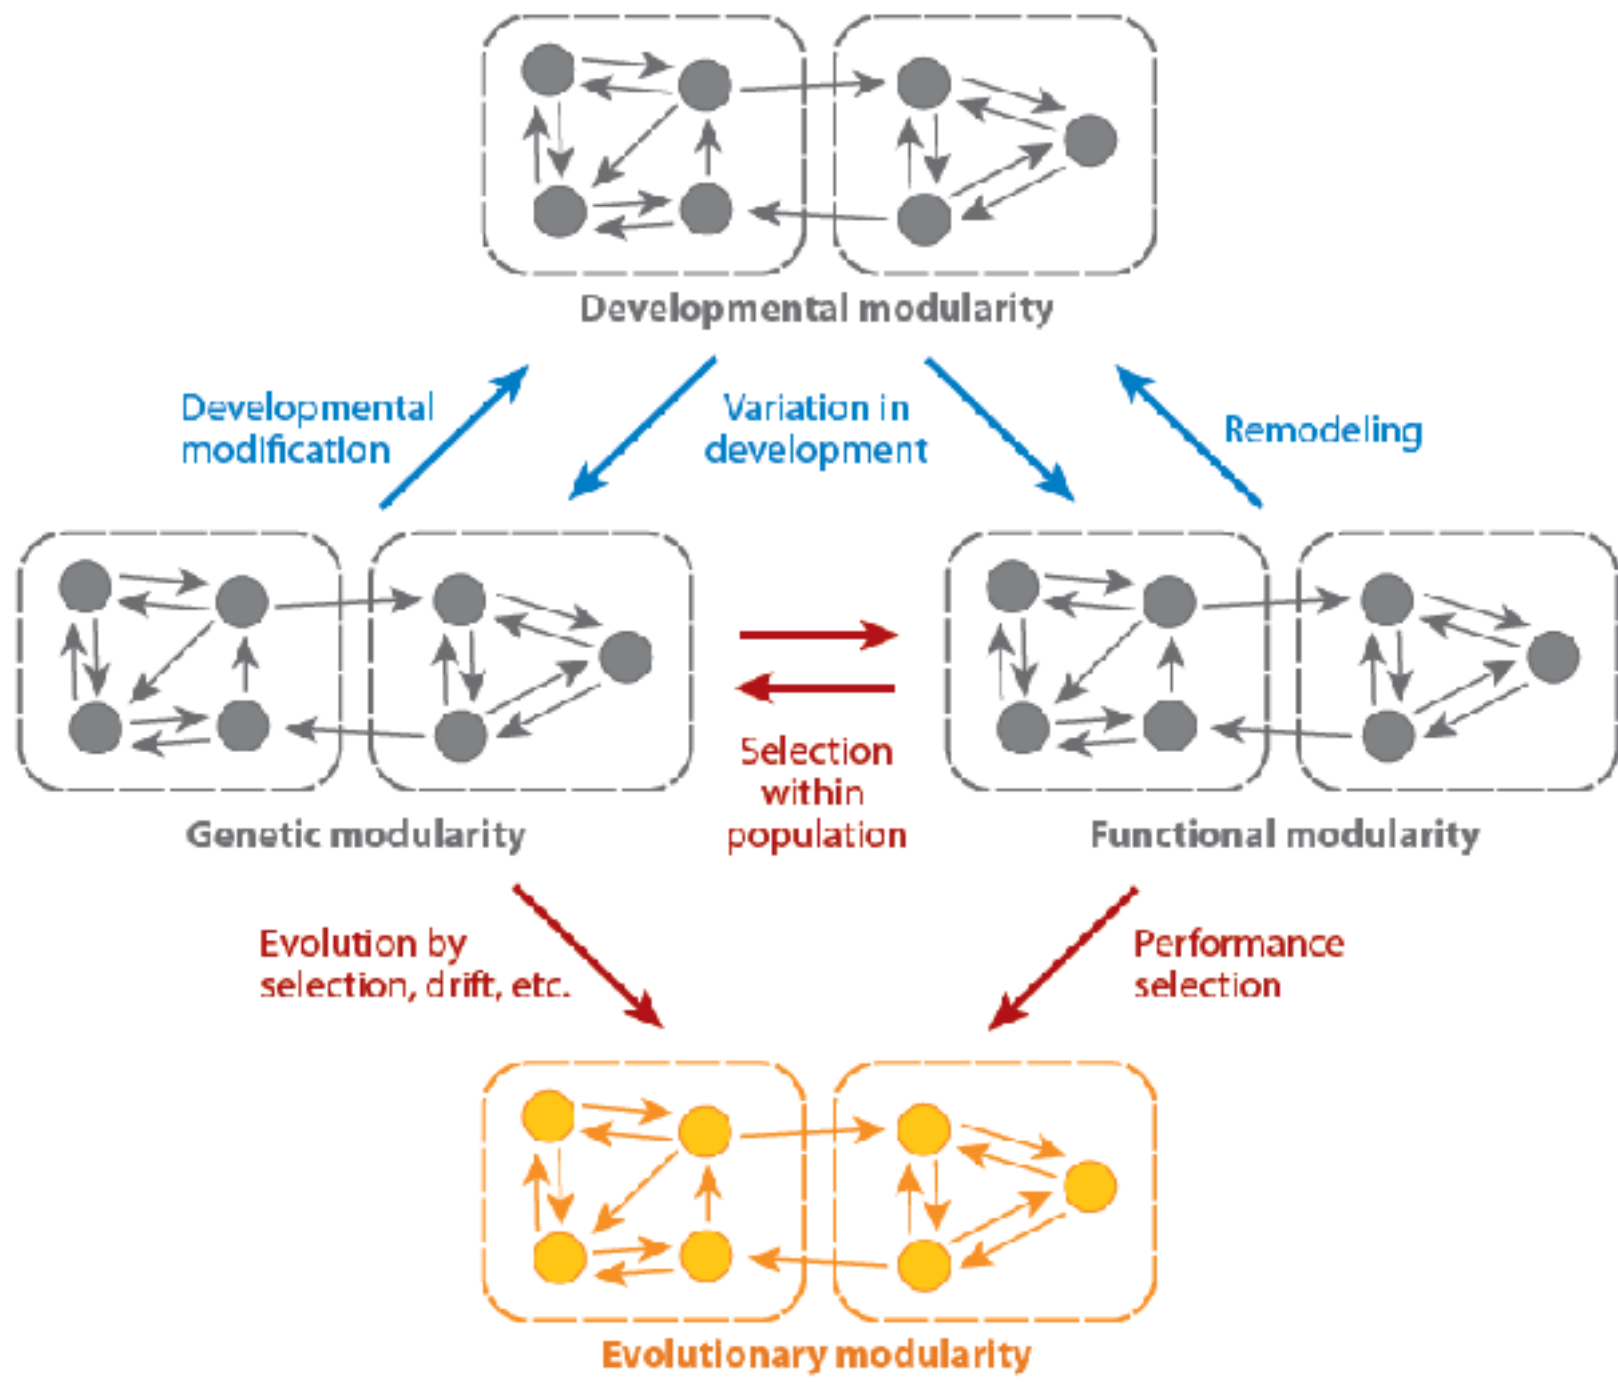 Developmental modularity
Developmental
modification
Variation in
development
Remodeling
Selection
within
population
Genetic modularity
Functional modularity
Evolution by
selection, drift, etc.
Performance
selection
Evolutionary modularity